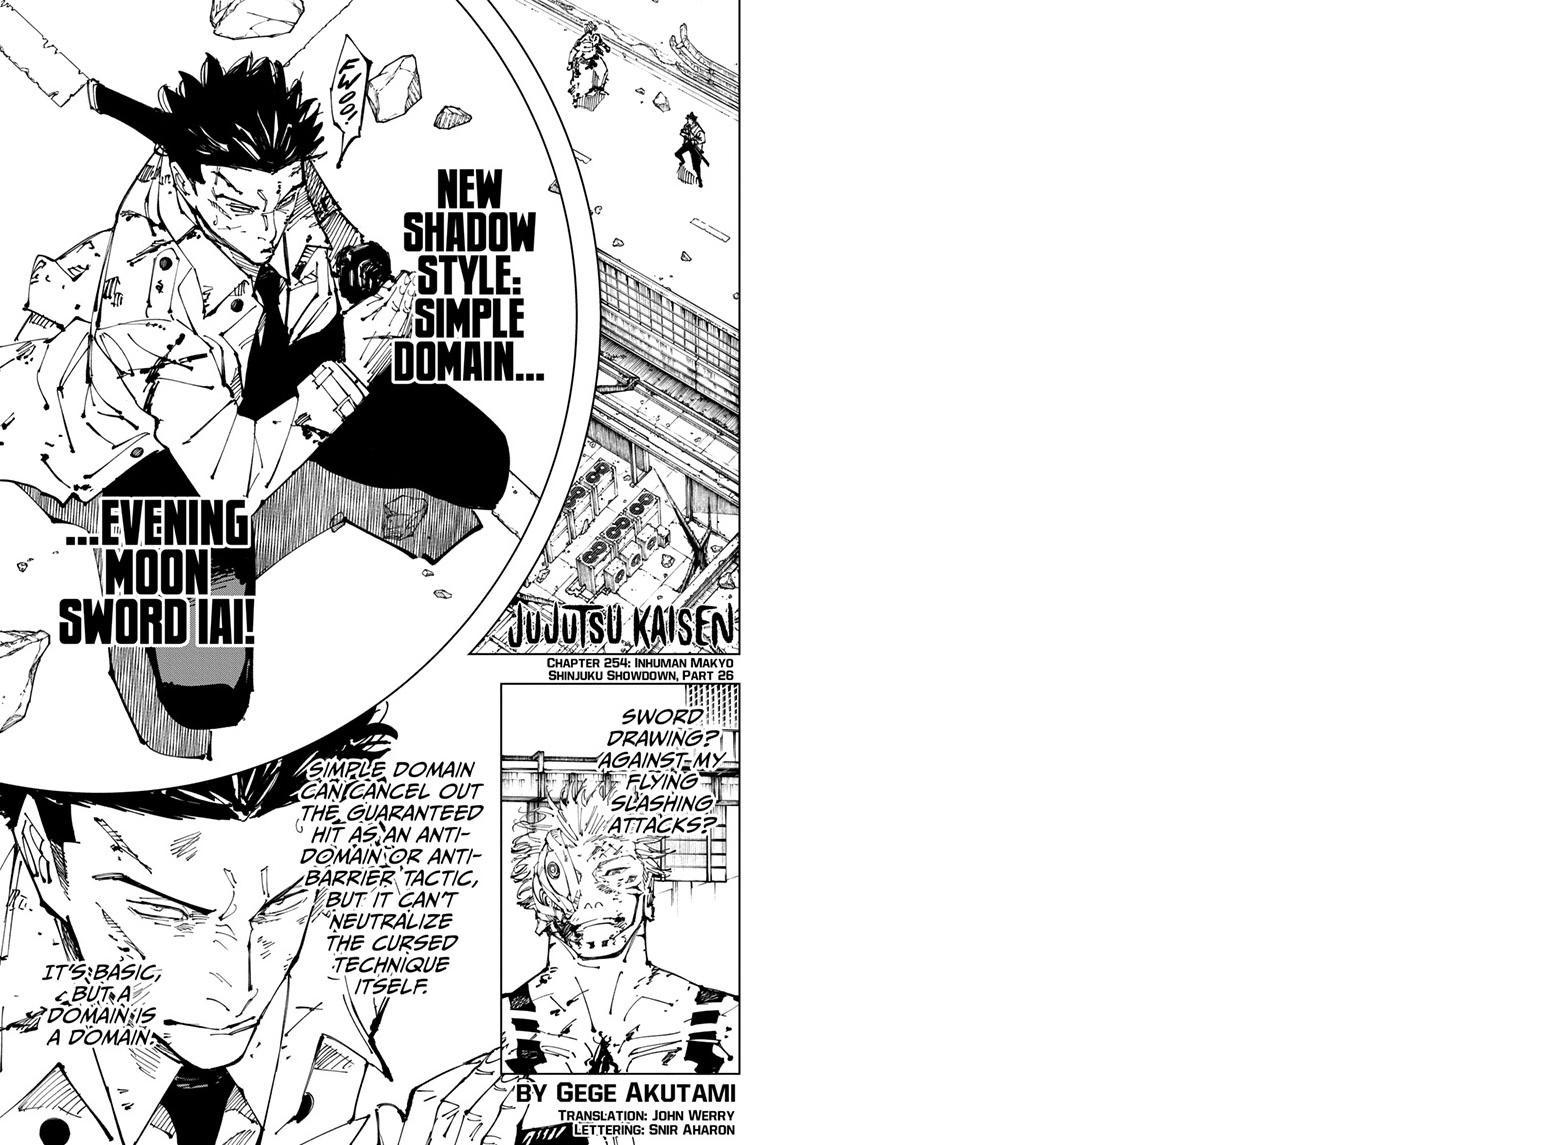 FWOO!
NEW
SHADOW
STYLE:
SIMPLE
DOMAIN...
...EVENING
MOON
SWORD IAI!
JUJUTSU KAISEN
CHAPTER 254: INHUMAN MAKYO
SHINJUKU SHOWDOWN, PART 26
SWORD
DRAWING?
AGAINST MY
FLYING
SLASHING
ATTACKS?
SIMPLE DOMAIN
CAN CANCEL OUT
THE GUARANTEED
HIT AS AN ANTI-
DOMAIN OR ANTI-
BARRIER TACTIC,
BUT IT CAN'T
NEUTRALIZE
THE CURSED
TECHNIQUE
ITSELF.
IT'S BASIC,
BUT A
DOMAIN IS
A DOMAIN.
BY GEGE AKUTAMI
TRANSLATION: JOHN WERRY
LETTERING: SNIR AHARON